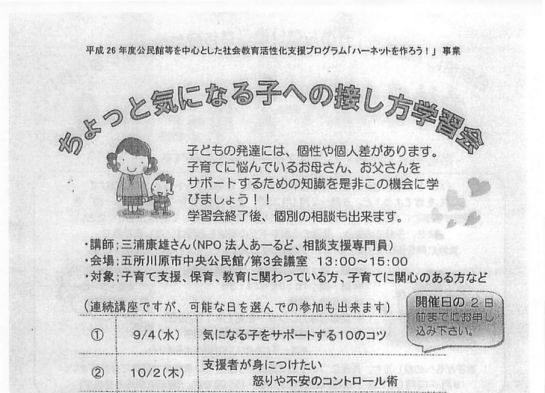 平成26年度公民館等を中心とした社会教育活性化支援プログラム「ハーネットを作ろう！」事業
ちょっと気になる子への接し方学習会
子どもの発達には、個性や個人差があります。
子育てに悩んでいるお母さん、お父さんを
サポートするための知識を是非この機会に学
びましょう！！
学習会終了後、個別の相談も出来ます。
・講師；三浦康雄さん(NPO法人あーるど、相談支援専門員)
・会場；五所川原市中央公民館/第3会議室 13:00～15:00
・対象；子育て支援、保育、教育に関わっている方、子育てに関心のある方など
(連続講座ですが、可能な日を選んでの参加も出来ます)
開催日の2日
前までにお申し
込み下さい。
① 9/4(水) 気になる子をサポートする10のコツ
② 10/2(木) 支援者が身につけたい
怒りや不安のコントロール術